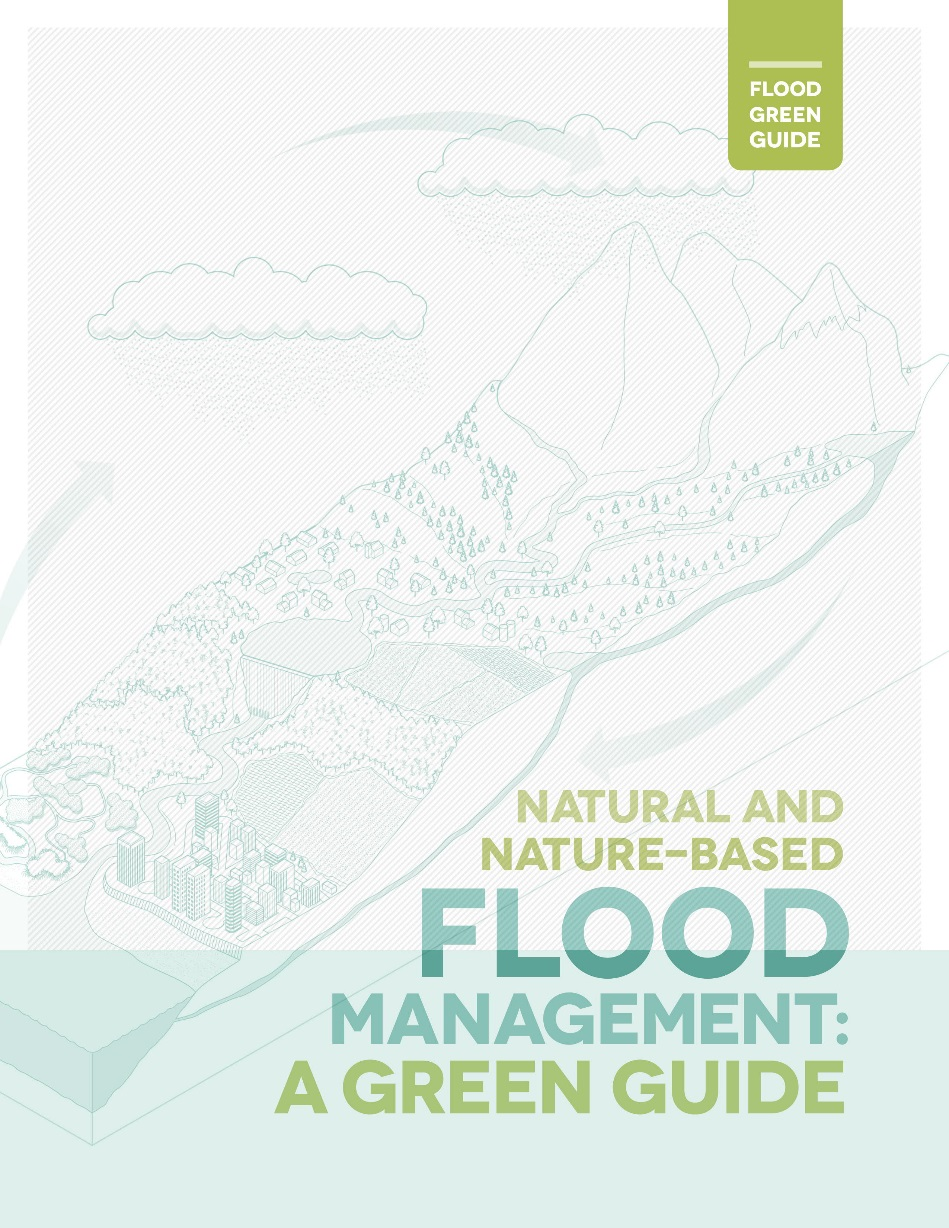 FLOOD
GREEN
GUIDE
NATURAL AND
NATURE-BASED
FLOOD
MANAGEMENT:
A GREEN GUIDE